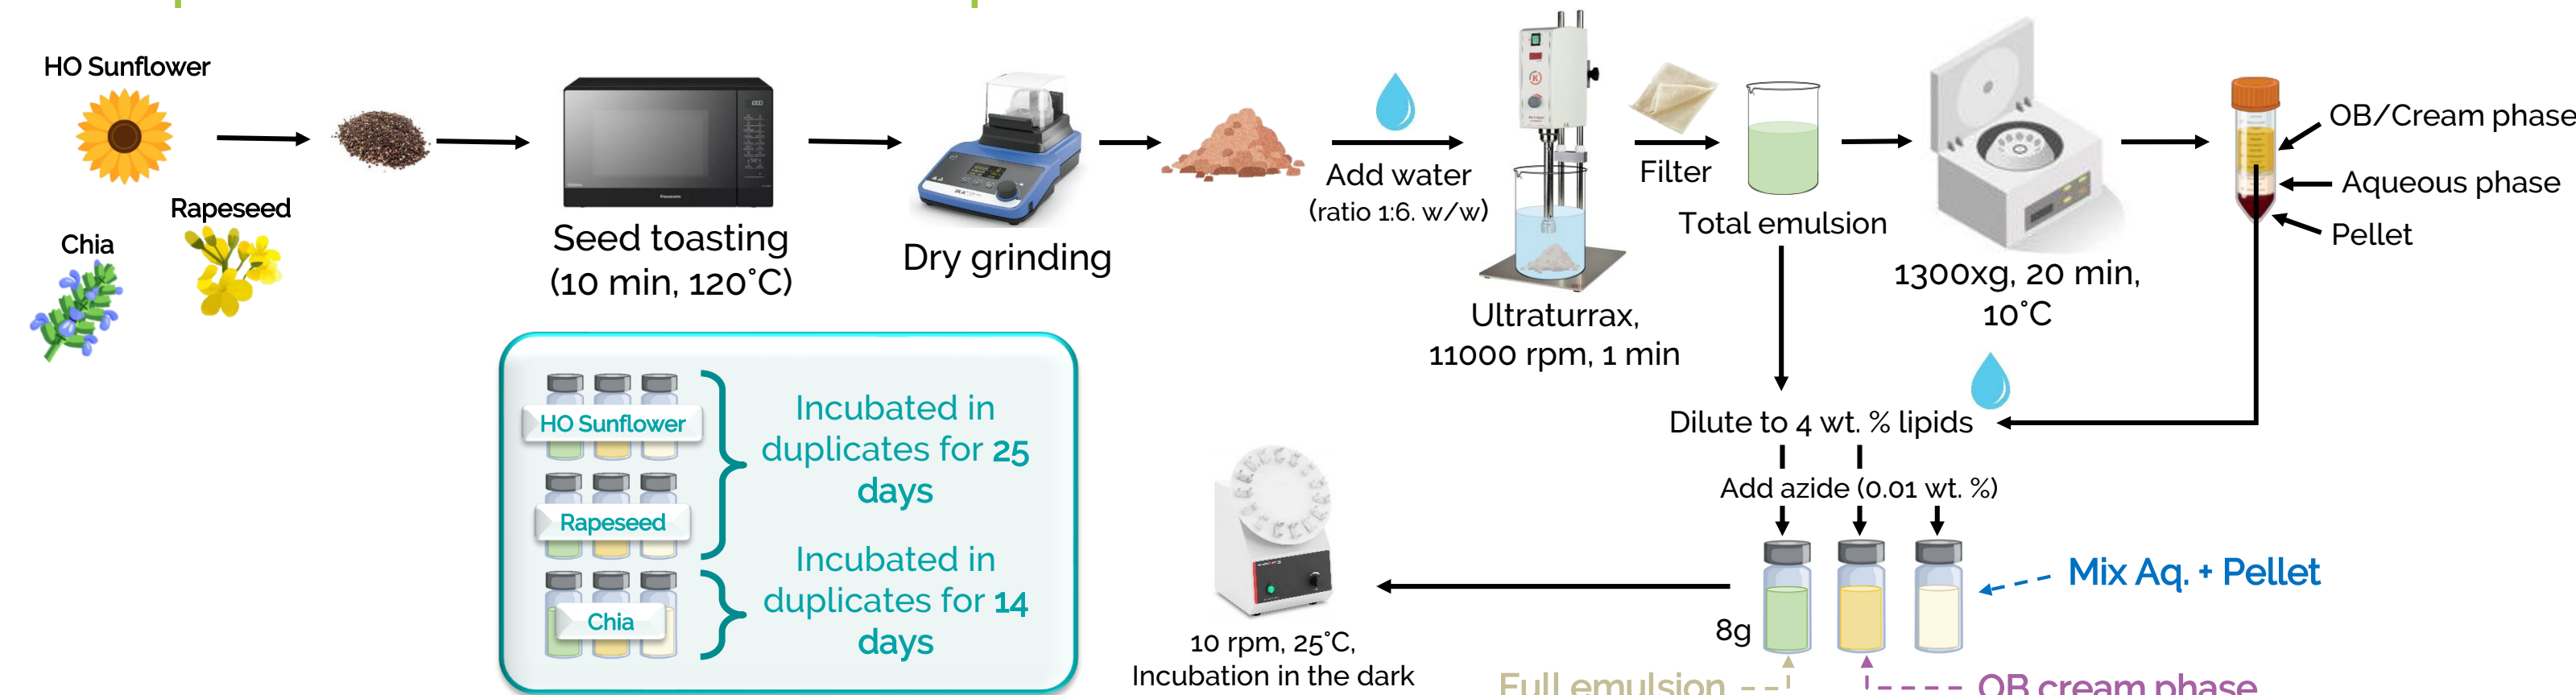 HO Sunflower
Rapeseed
Chia
Seed toasting
(10 min, 120°C)
Dry grinding
Add water
(ratio 1:6. w/w)
Ultraturrax,
11000 rpm, 1 min
Filter
Total emulsion
1300xg, 20 min,
10°C
OB/Cream phase
Aqueous phase
Pellet
Dilute to 4 wt. % lipids
Add azide (0.01 wt. %)
8g
Mix Aq. + Pellet
Full emulsion
OB cream phase
10 rpm, 25°C,
Incubation in the dark
HO Sunflower
Rapeseed
Incubated in
duplicates for 25
days
Chia
Incubated in
duplicates for 14
days